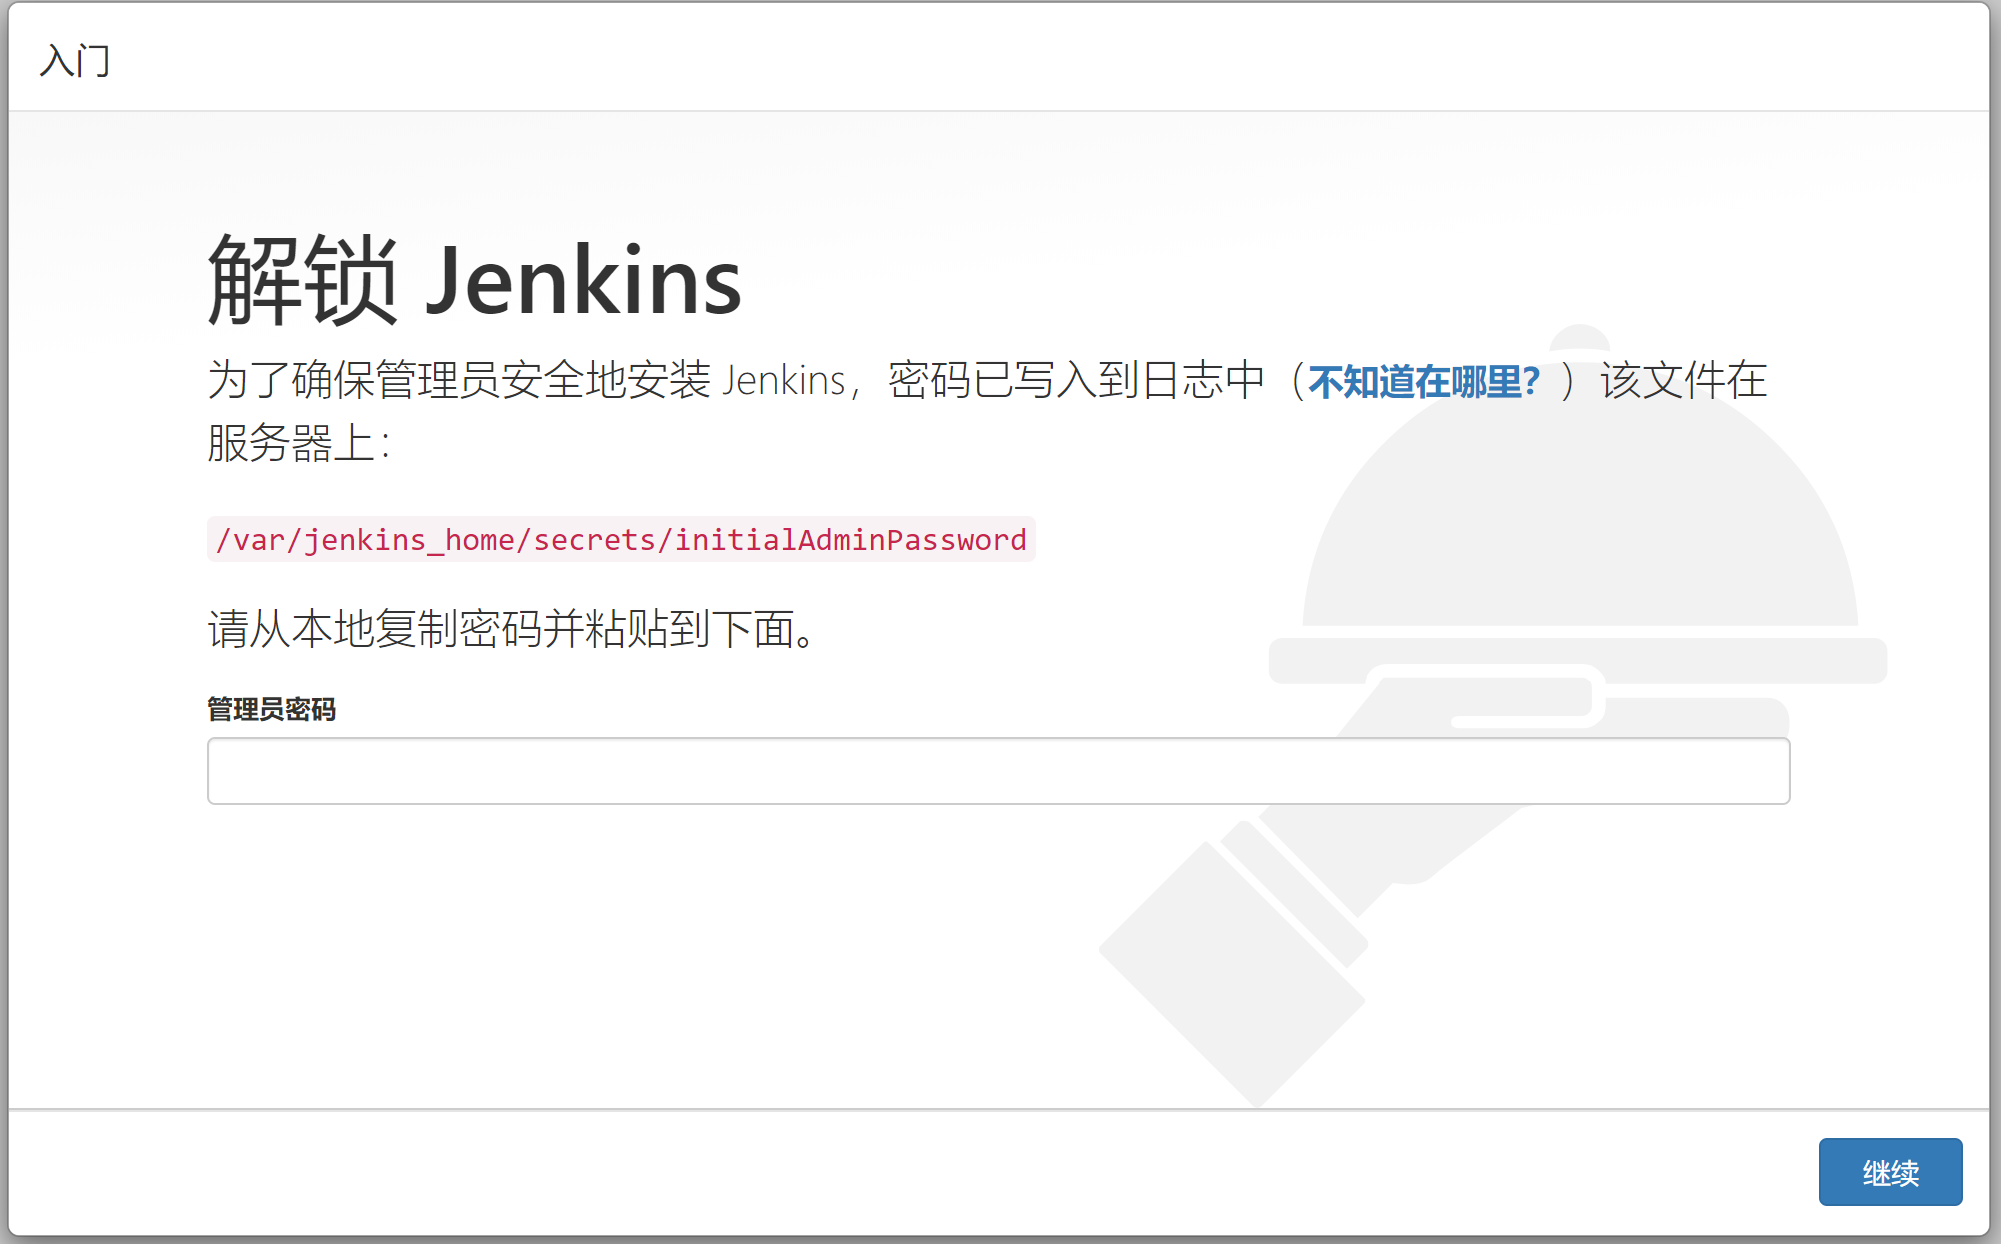 入门
解锁 Jenkins
为了确保管理员安全地安装 Jenkins，密码已写入到日志中（不知道在哪里？）该文件在
服务器上：
/var/jenkins_home/secrets/initialAdminPassword
请从本地复制密码并粘贴到下面。
管理员密码
继续